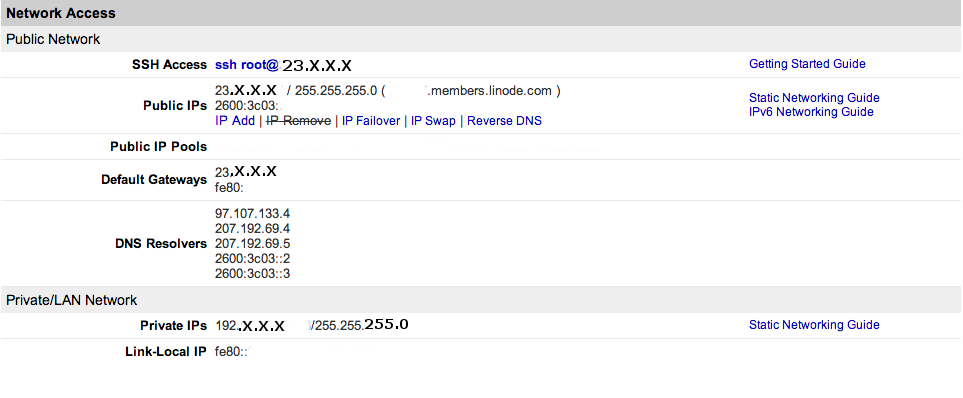 Network Access
Public Network
SSH Access ssh root@ 23.X.X.X Getting Started Guide
Public IPs 23.X.X.X / 255.255.255.0 ( .members.linode.com ) Static Networking Guide
2600:3c03:: IPv6 Networking Guide
IP Add | IP Remove | IP Failover | IP Swap | Reverse DNS
Public IP Pools
Default Gateways 23.X.X.X
fe80:
DNS Resolvers 97.107.133.4
207.192.69.4
207.192.69.5
2600:3c03::2
2600:3c03::3
Private/LAN Network
Private IPs 192.X.X.X /255.255.255.0 Static Networking Guide
Link-Local IP fe80::